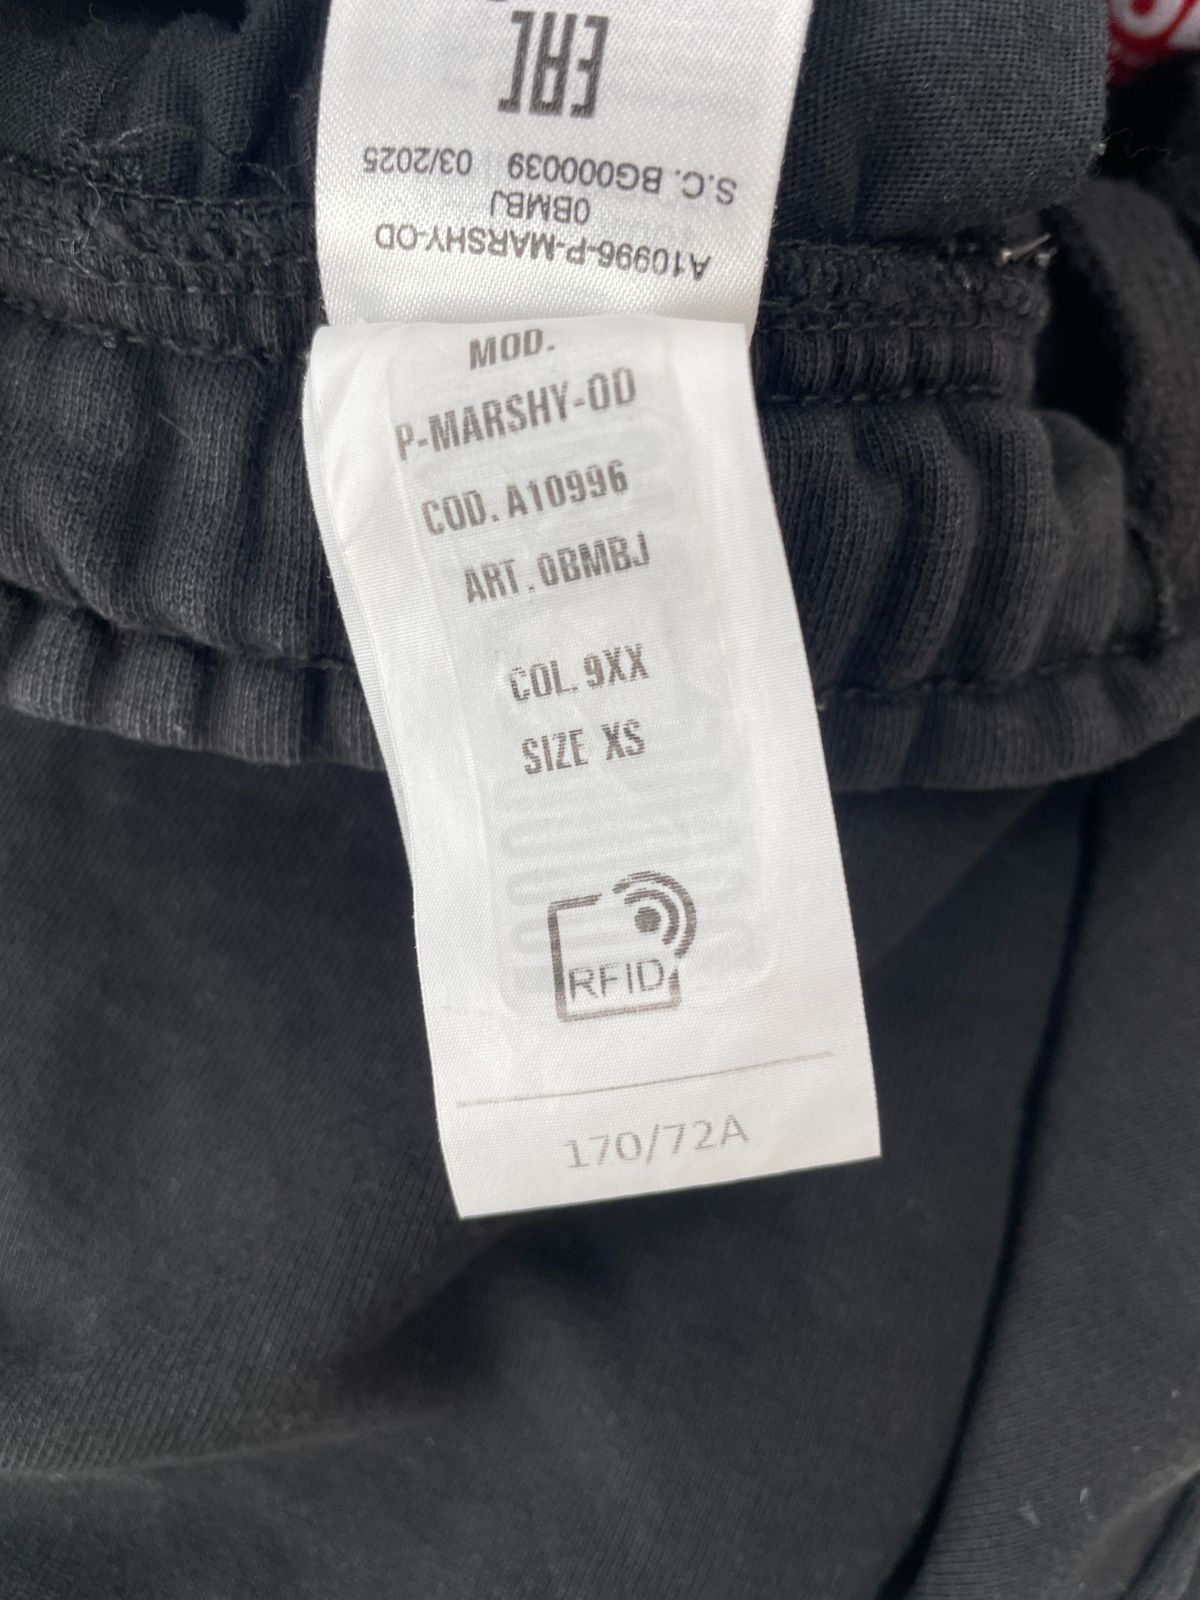 EAC
S.C. BG000039 03/2025
0BMBJ
A10996-P-MARSHY-OD
MOD.
P-MARSHY-OD
COD. A10996
ART. 0BMBJ
COL. 9XX
SIZE XS
RFID
170/72A